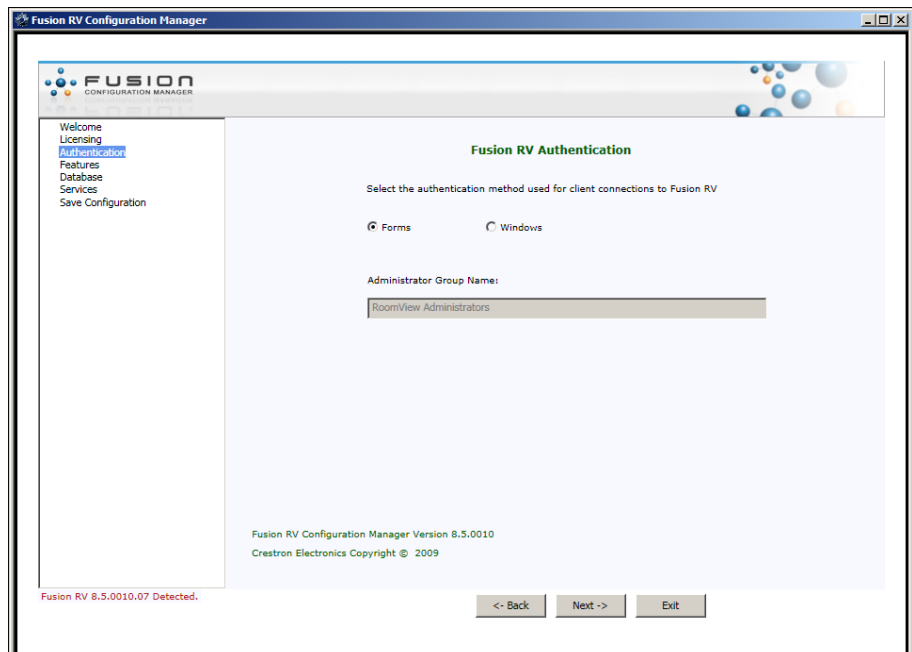 Fusion RV Configuration Manager
FUSION
CONFIGURATION MANAGER
Welcome
Licensing
Authentication
Features
Database
Services
Save Configuration
Fusion RV Authentication
Select the authentication method used for client connections to Fusion RV
Forms Windows
Administrator Group Name:
RoomView Administrators
Fusion RV Configuration Manager Version 8.5.0010
Crestron Electronics Copyright © 2009
Fusion RV 8.5.0010.07 Detected.
<- Back Next -> Exit